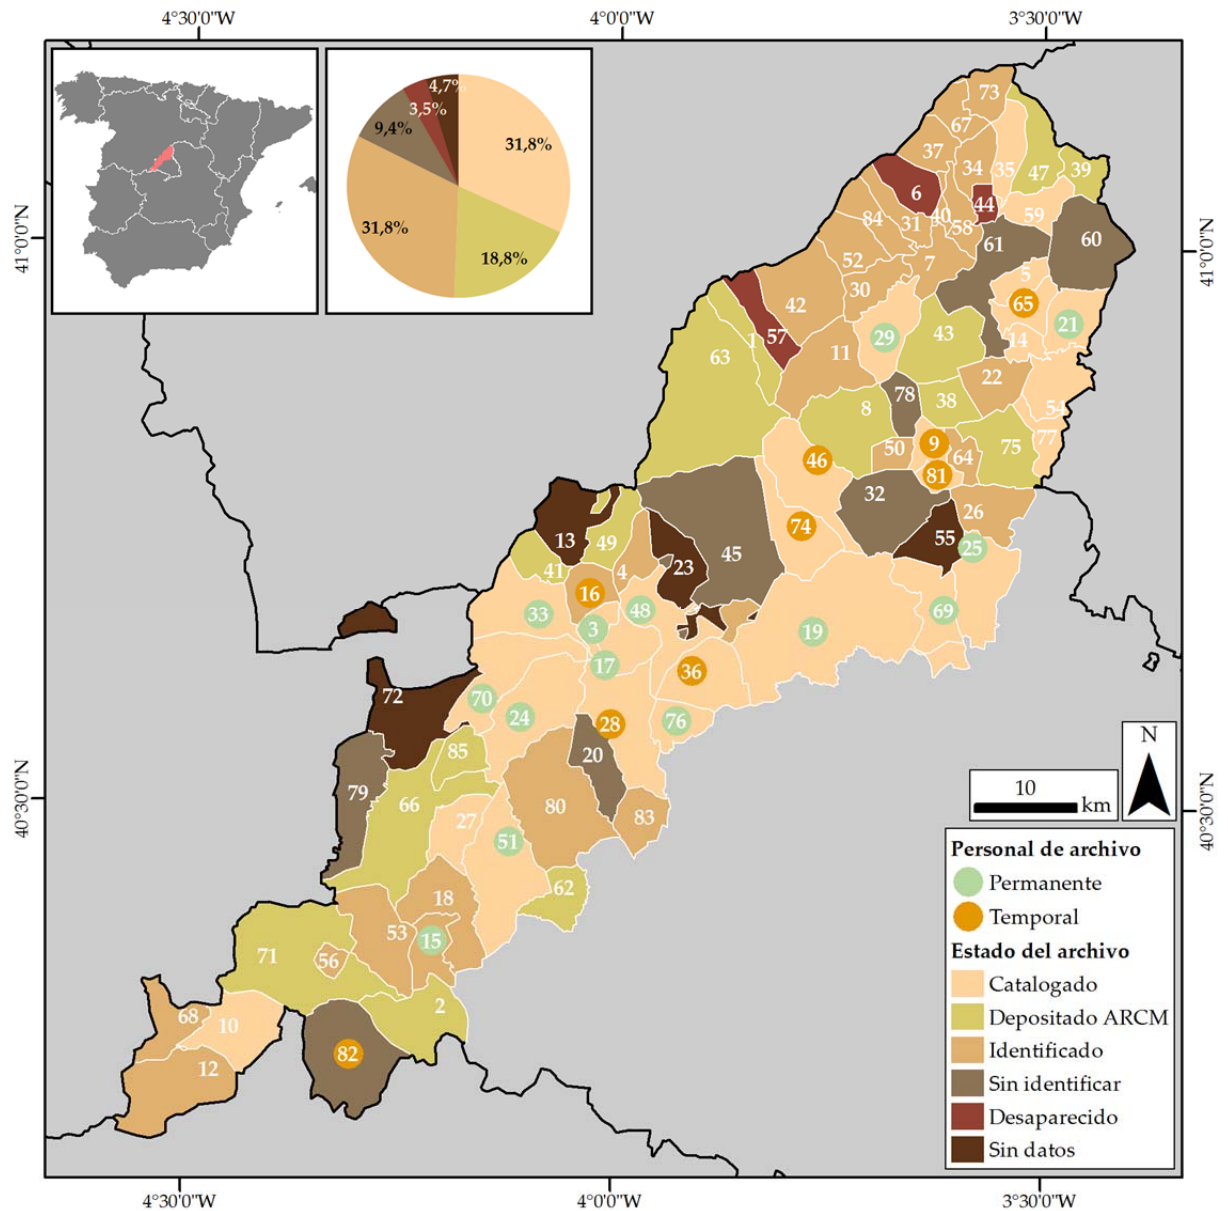 4°30'0"W 4°0'0"W 3°30'0"W
41°0'0"N
41°0'0"N
40°30'0"N
40°30'0"N
4,7%
3,5%
9,4%
31,8%
31,8%
18,8%
73
67
37 34 35 47 39
6 44
84 31 40 58 59
61 60
52 7 5
30 65
42 21
57 29 43 14
63 1 11
22
78 38 54
8
9 77
46 50 64 75
81
32
74 26
13 49 45 55 25
41 4 23
16
33 48 69
3 19
17 36
72 70 24 28 76
85 20
79 66 80 83
27
51
18 62
53 15
71 56
2
68 10
82
12
N
10
km
Personal de archivo
Permanente
Temporal
Estado del archivo
Catalogado
Depositado ARCM
Identificado
Sin identificar
Desaparecido
Sin datos
4°30'0"W 4°0'0"W 3°30'0"W